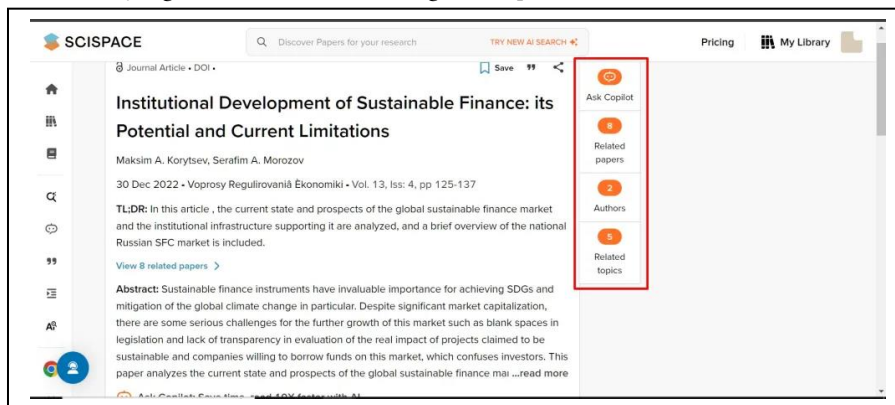 SCISPACE
Discover Papers for your research
TRY NEW AI SEARCH
Pricing
My Library
Journal Article • DOI •
Save
Institutional Development of Sustainable Finance: its
Potential and Current Limitations
Maksim A. Korytsev, Serafim A. Morozov
30 Dec 2022 • Voprosy Regulirovaniâ Èkonomiki • Vol. 13, Iss: 4, pp 125-137
TL;DR: In this article , the current state and prospects of the global sustainable finance market
and the institutional infrastructure supporting it are analyzed, and a brief overview of the national
Russian SFC market is included.
View 8 related papers >
Abstract: Sustainable finance instruments have invaluable importance for achieving SDGs and
mitigation of the global climate change in particular. Despite significant market capitalization,
there are some serious challenges for the further growth of this market such as blank spaces in
legislation and lack of transparency in evaluation of the real impact of projects claimed to be
sustainable and companies willing to borrow funds on this market, which confuses investors. This
paper analyzes the current state and prospects of the global sustainable finance mar ...read more
Ask Copilot
8
Related
papers
2
Authors
5
Related
topics